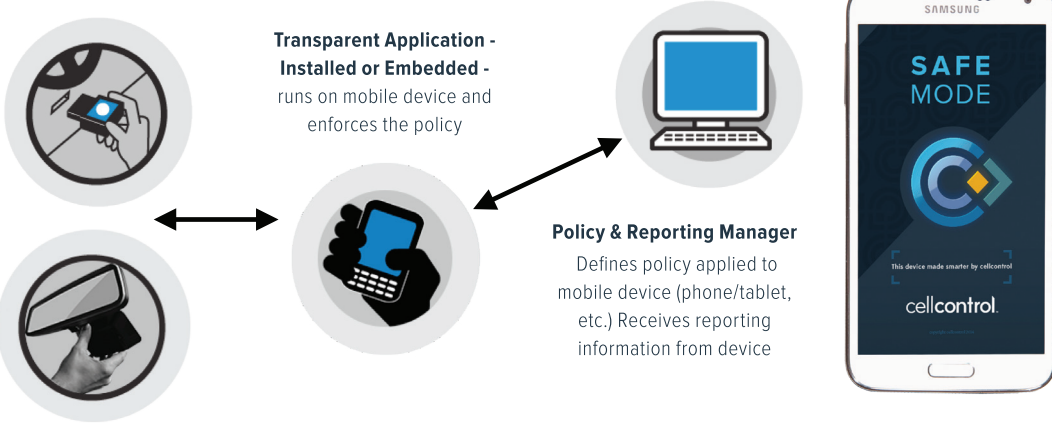 Transparent Application -
Installed or Embedded -
runs on mobile device and
enforces the policy
Policy & Reporting Manager
Defines policy applied to
mobile device (phone/tablet,
etc.) Receives reporting
information from device
SAMSUNG
SAFE
MODE
This device made smarter by cellcontrol
cellcontrol.